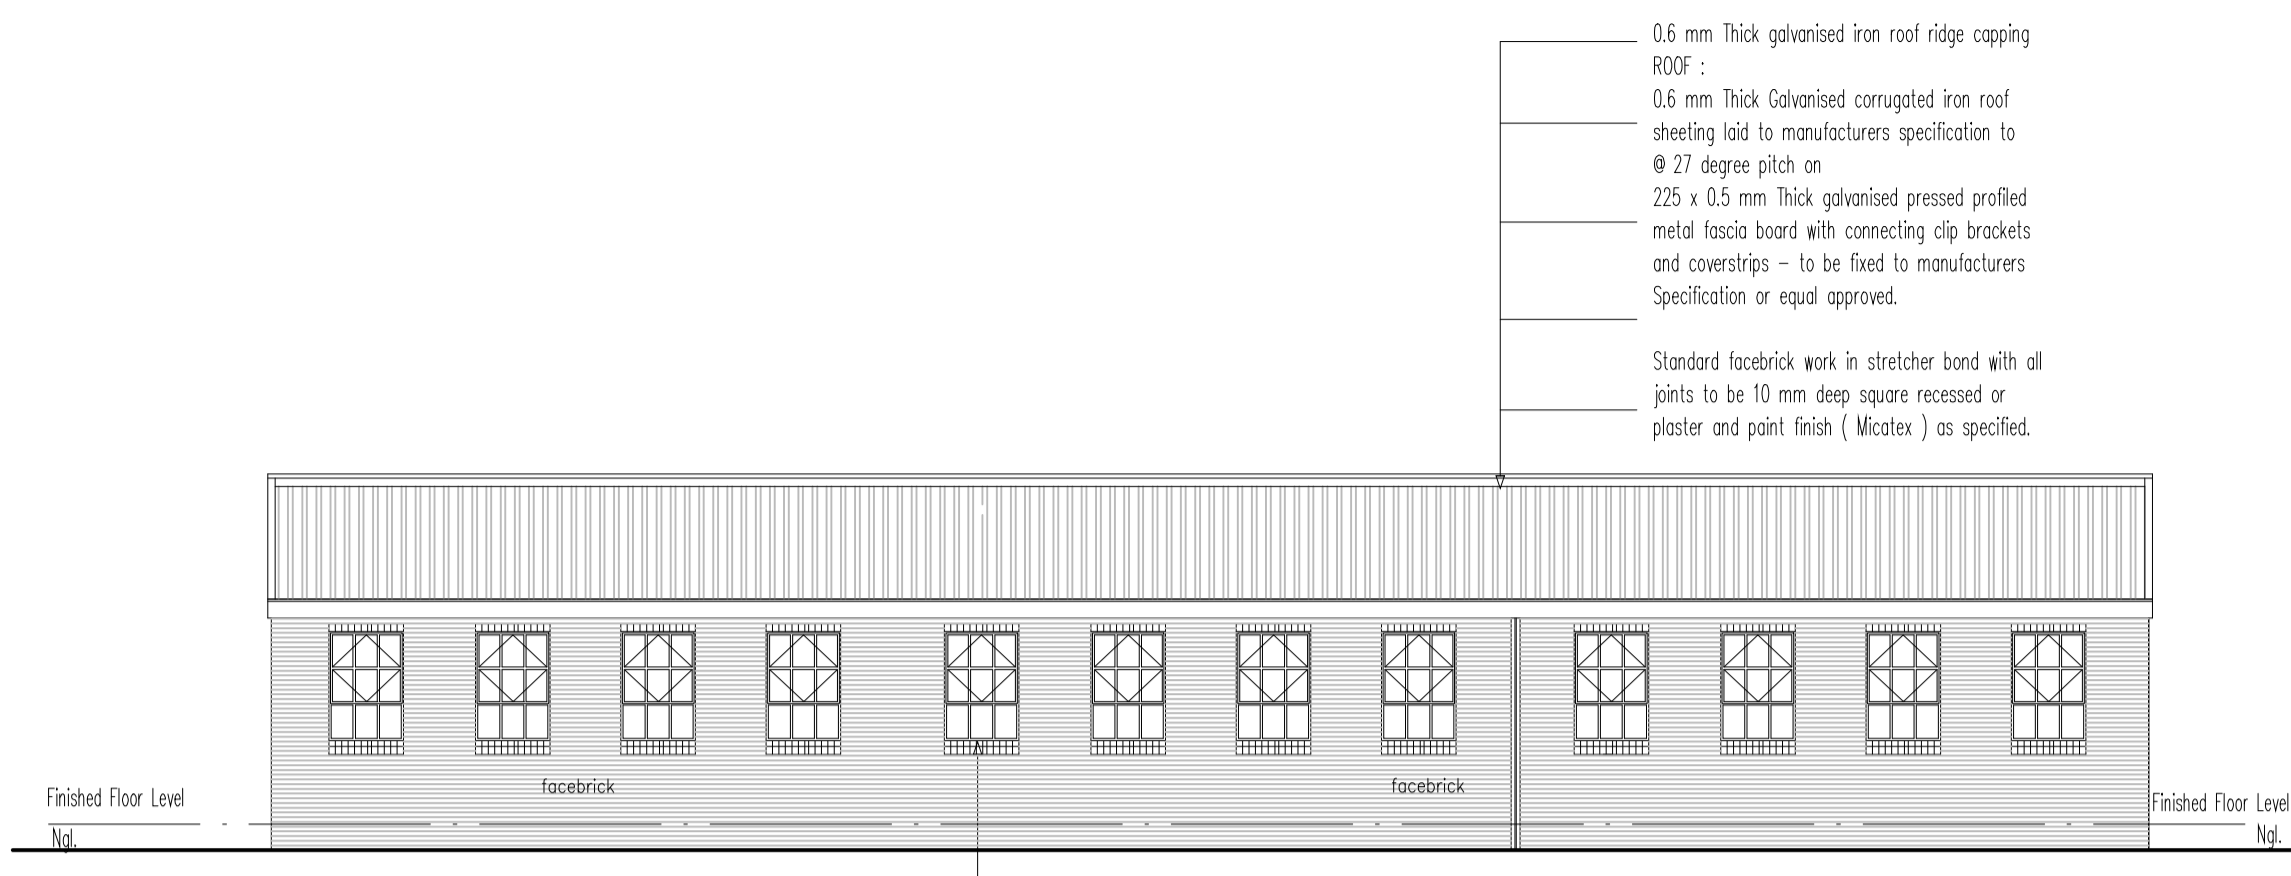 0.6 mm Thick galvanised iron roof ridge capping
ROOF :
0.6 mm Thick Galvanised corrugated iron roof
sheeting laid to manufacturers specification to
@ 27 degree pitch on
225 x 0.5 mm Thick galvanised pressed profiled
metal fascia board with connecting clip brackets
and coverstrips – to be fixed to manufacturers
Specification or equal approved.
Standard facebrick work in stretcher bond with all
joints to be 10 mm deep square recessed or
plaster and paint finish ( Micatex ) as specified.
facebrick
facebrick
Finished Floor Level
Ngl.
Finished Floor Level
Ngl.